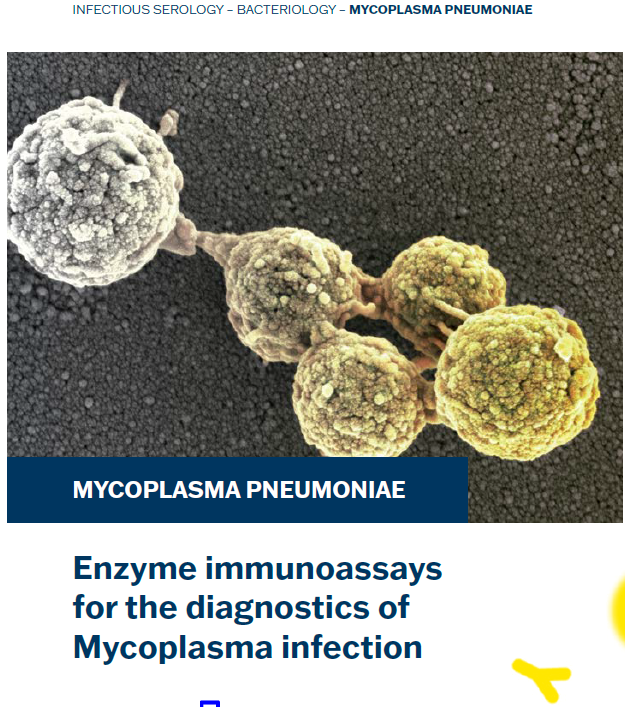 INFECTIOUS SEROLOGY – BACTERIOLOGY – MYCOPLASMA PNEUMONIAE
MYCOPLASMA PNEUMONIAE
Enzyme immunoassays
for the diagnostics of
Mycoplasma infection